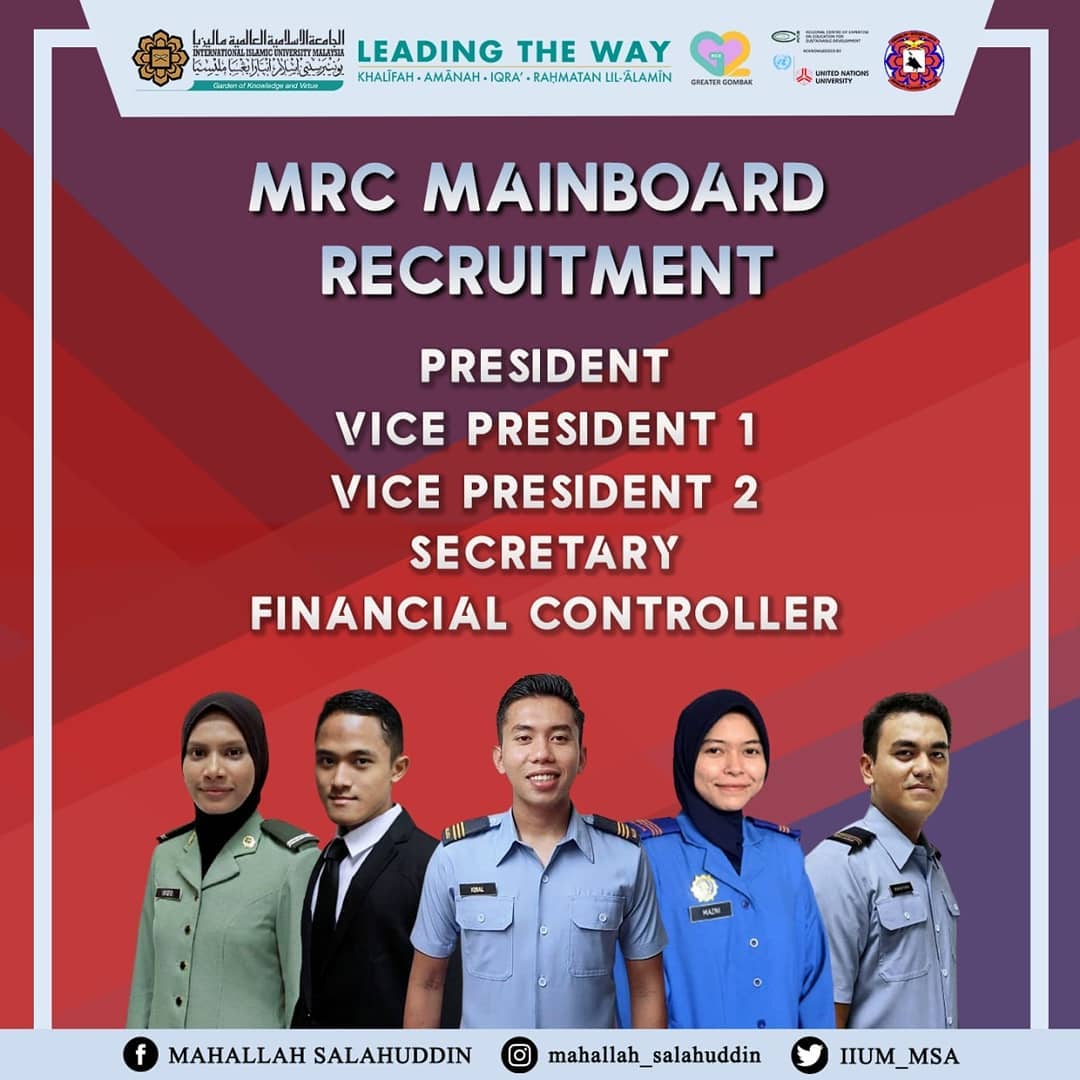 الجامعة الإسلامية العالمية ماليزيا
INTERNATIONAL ISLAMIC UNIVERSITY MALAYSIA
Garden of Knowledge and Virtue
LEADING THE WAY
KHALĪFAH • AMĀNAH • IQRA’ • RAḤMATAN LIL-‘ĀLAMĪN
RCE
GREATER GOMBAK
REGIONAL CENTRE OF EXPERTISE
ON EDUCATION FOR
SUSTAINABLE DEVELOPMENT
ACKNOWLEDGED BY
UNITED NATIONS
UNIVERSITY
MRC MAINBOARD
RECRUITMENT
PRESIDENT
VICE PRESIDENT 1
VICE PRESIDENT 2
SECRETARY
FINANCIAL CONTROLLER
IQBAL
MAZNI
MAHALLAH SALAHUDDIN
mahallah_salahuddin
IIUM_MSA